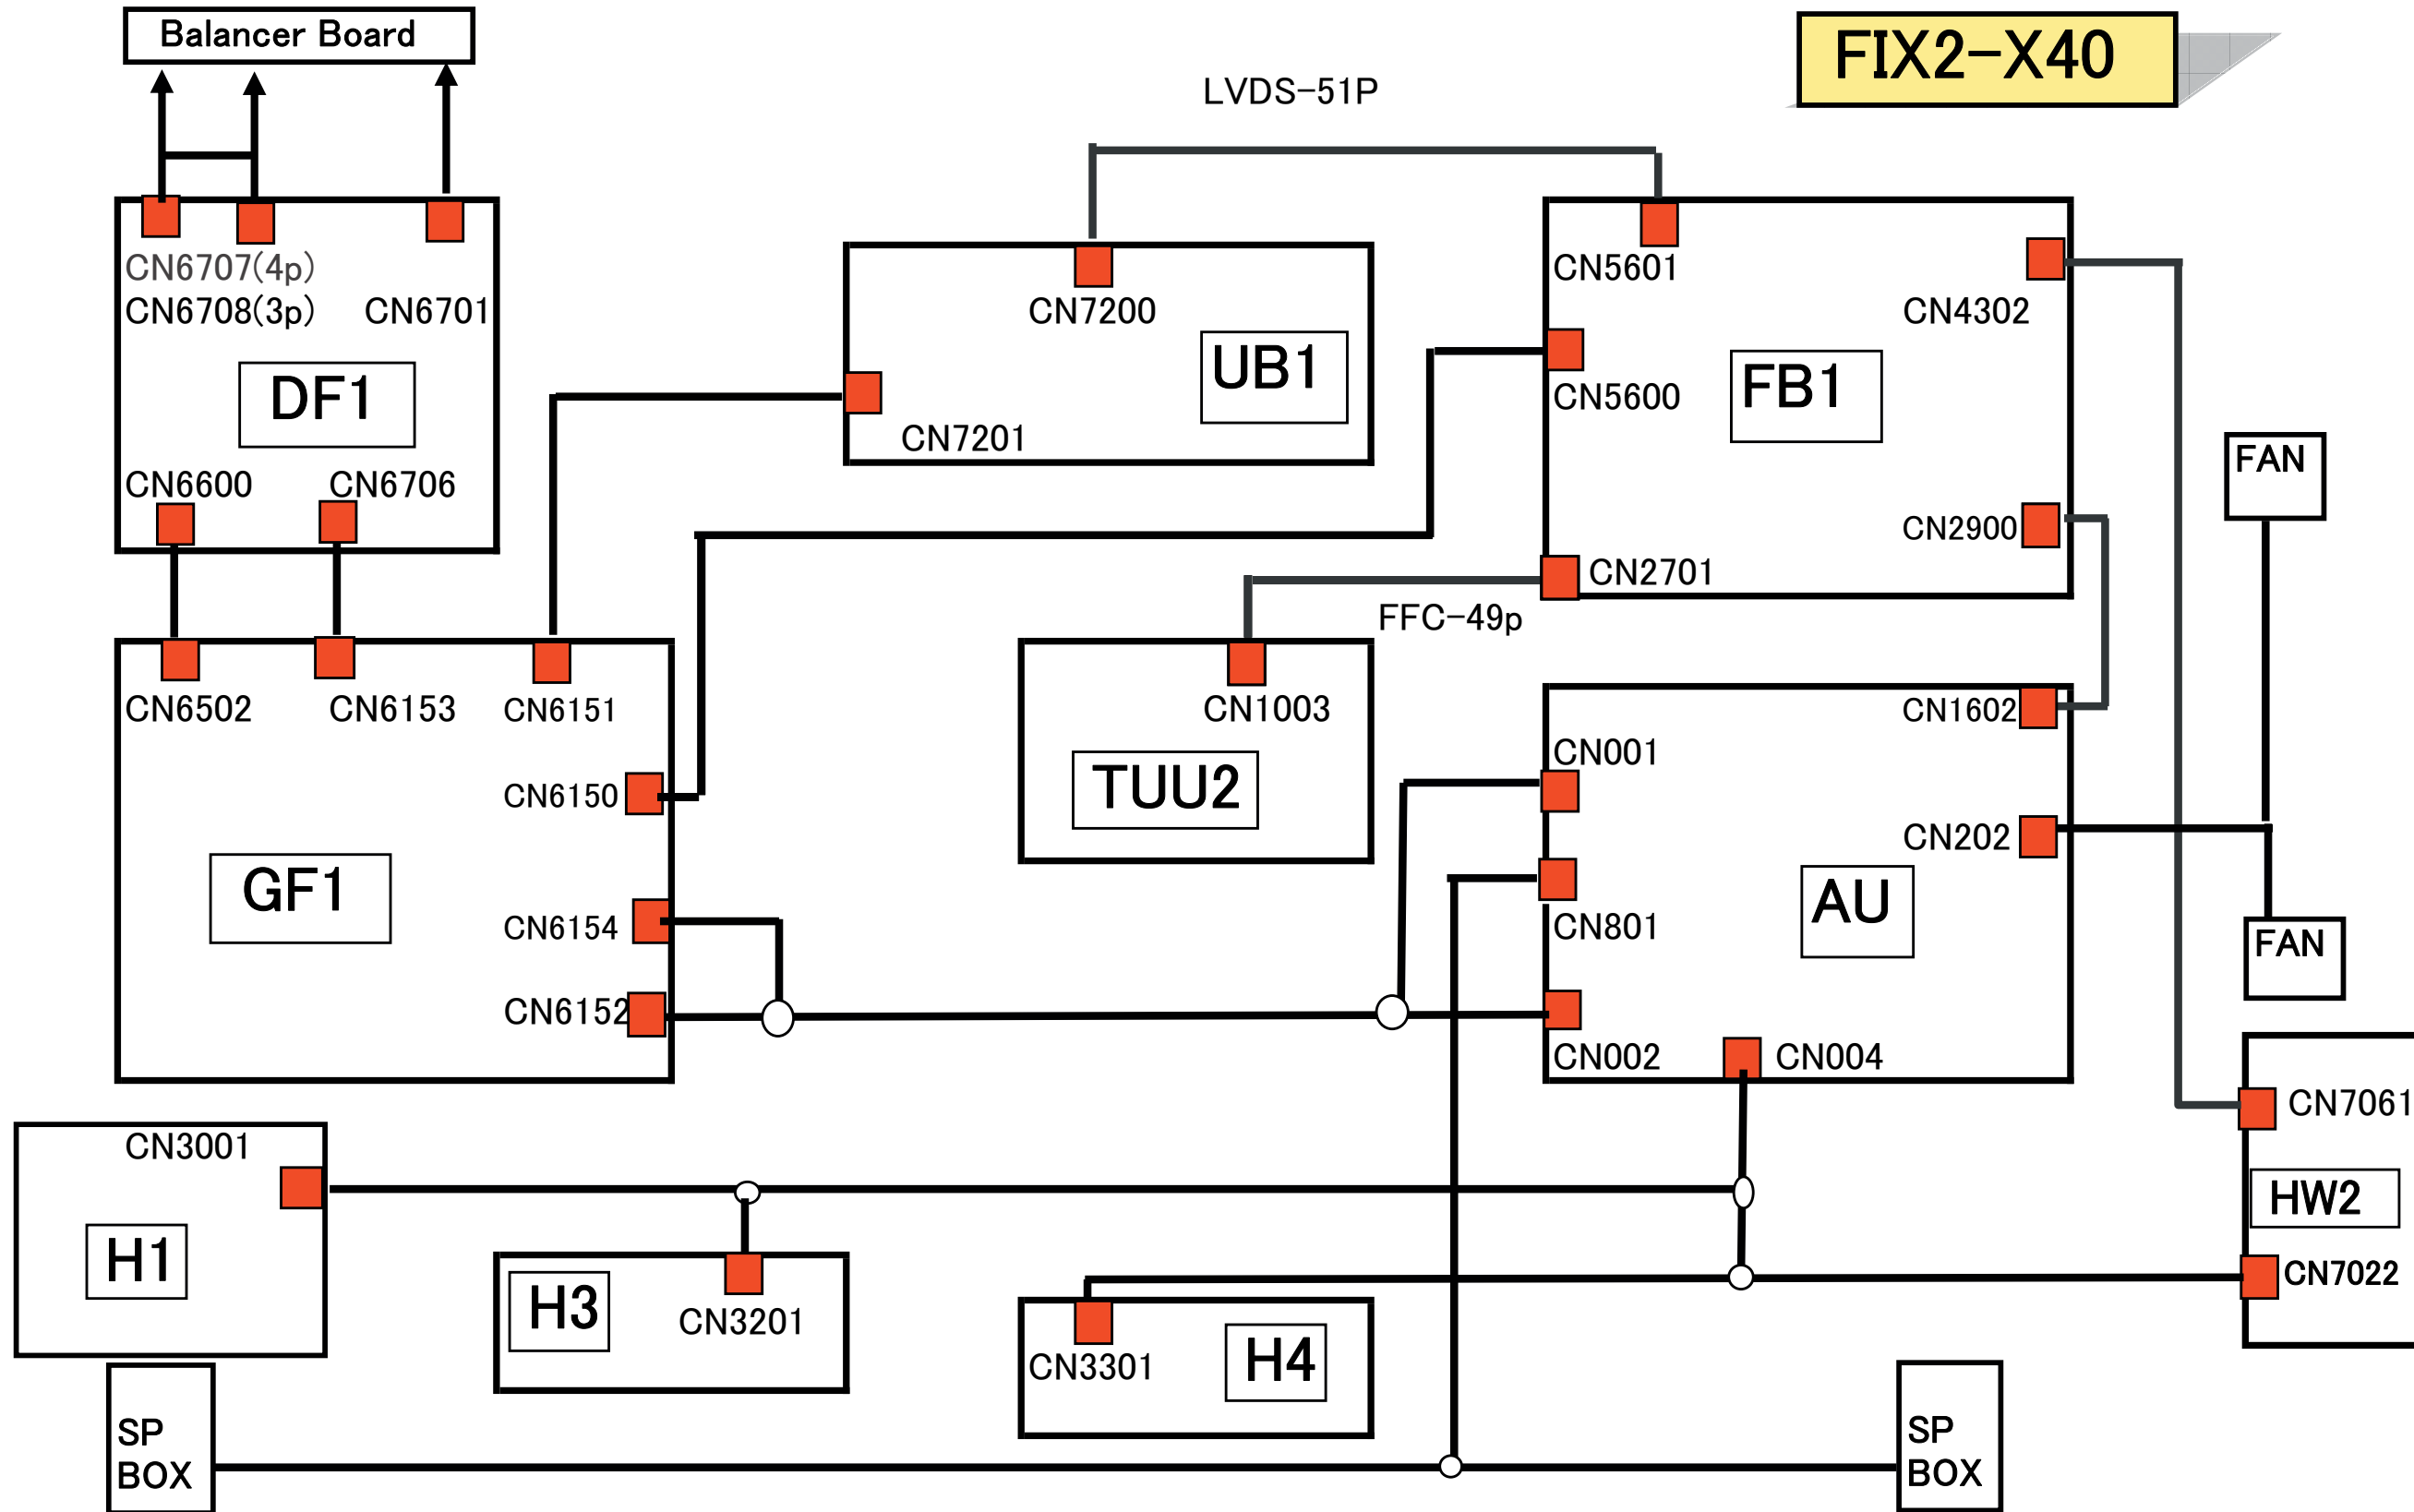 Balancer Board
FIX2-X40
LVDS-51P
CN6707(4p)
CN6708(3p)
CN6701
DF1
CN6600
CN6706
CN7200
UB1
CN7201
CN5601
CN4302
CN5600
FB1
CN2900
CN2701
FFC-49p
FAN
CN6502
CN6153
CN6151
CN6150
GF1
CN6154
CN6152
CN1003
TUU2
CN1602
CN001
CN202
AU
CN801
CN002
CN004
FAN
CN7061
HW2
CN7022
CN3001
H1
H3
CN3201
CN3301
H4
SP
BOX
SP
BOX